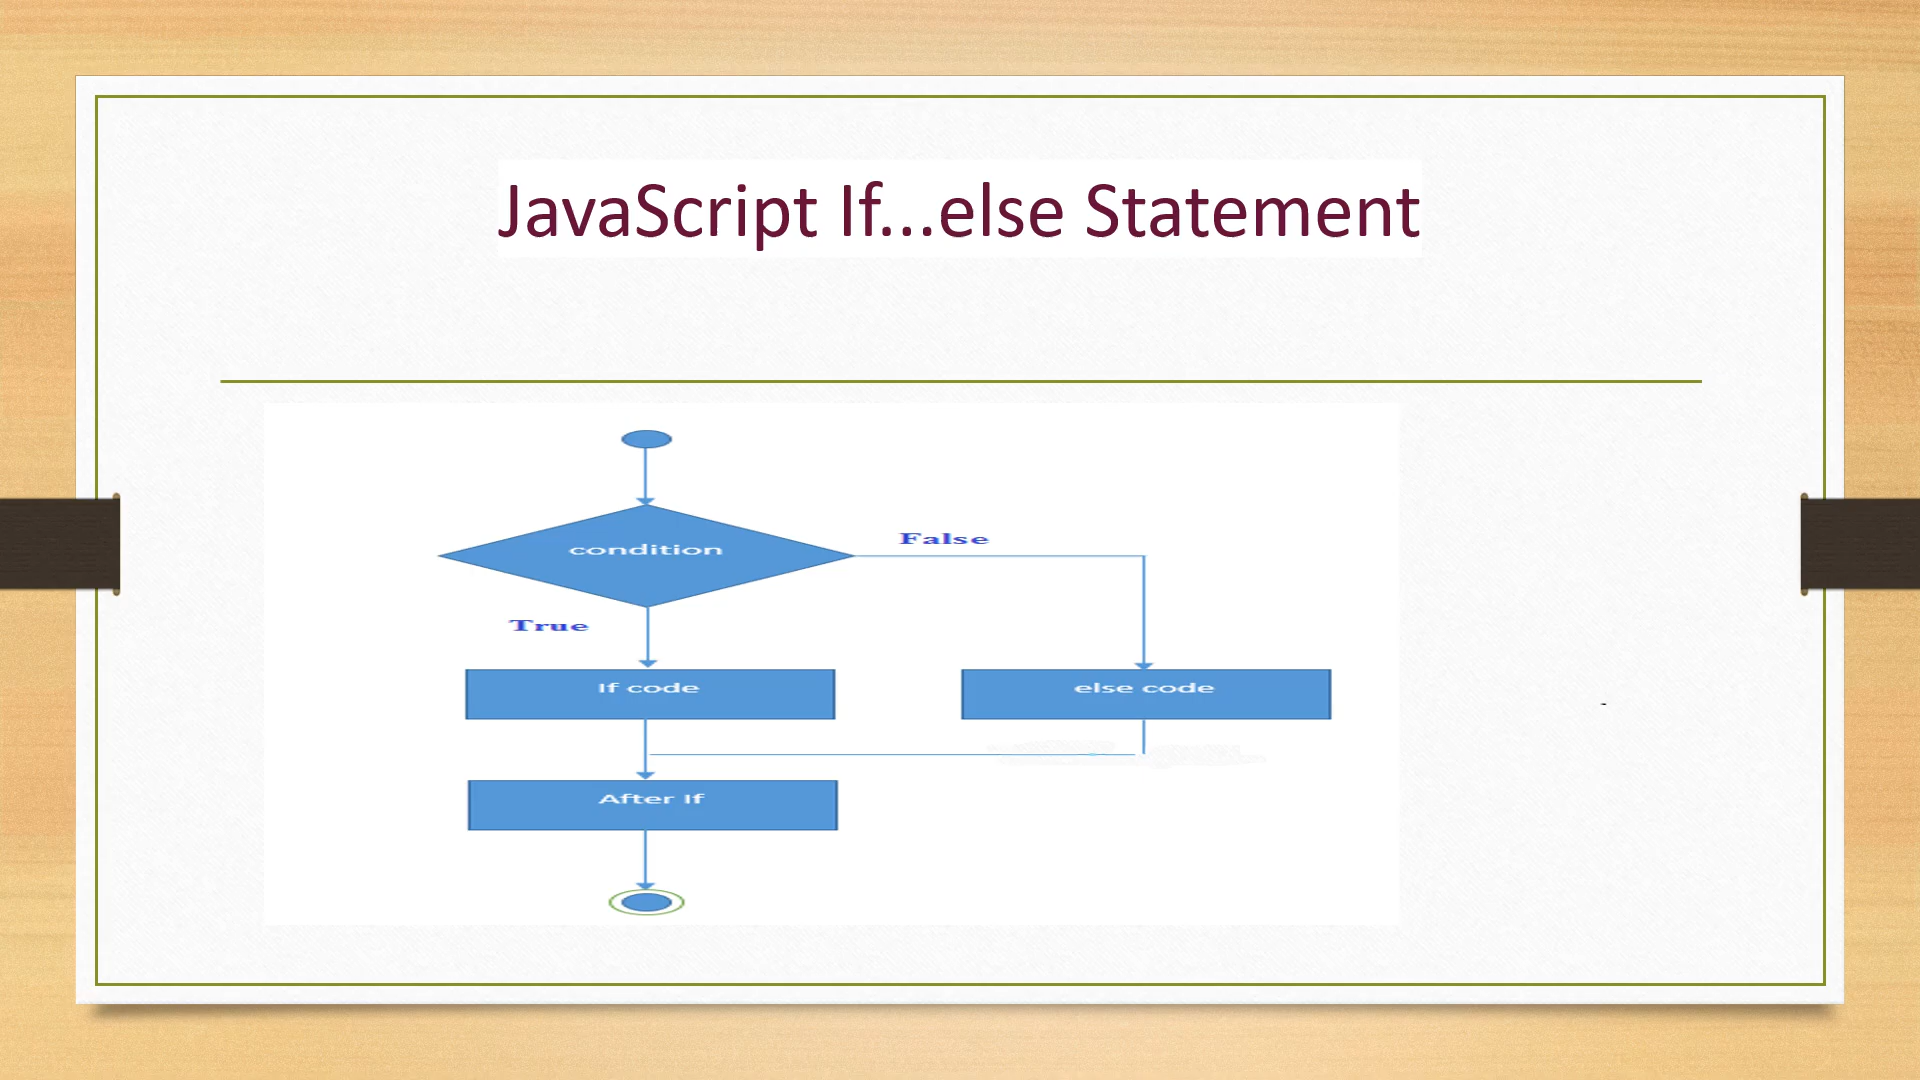 JavaScript If...else Statement
condition
False
True
If code
else code
After If
-